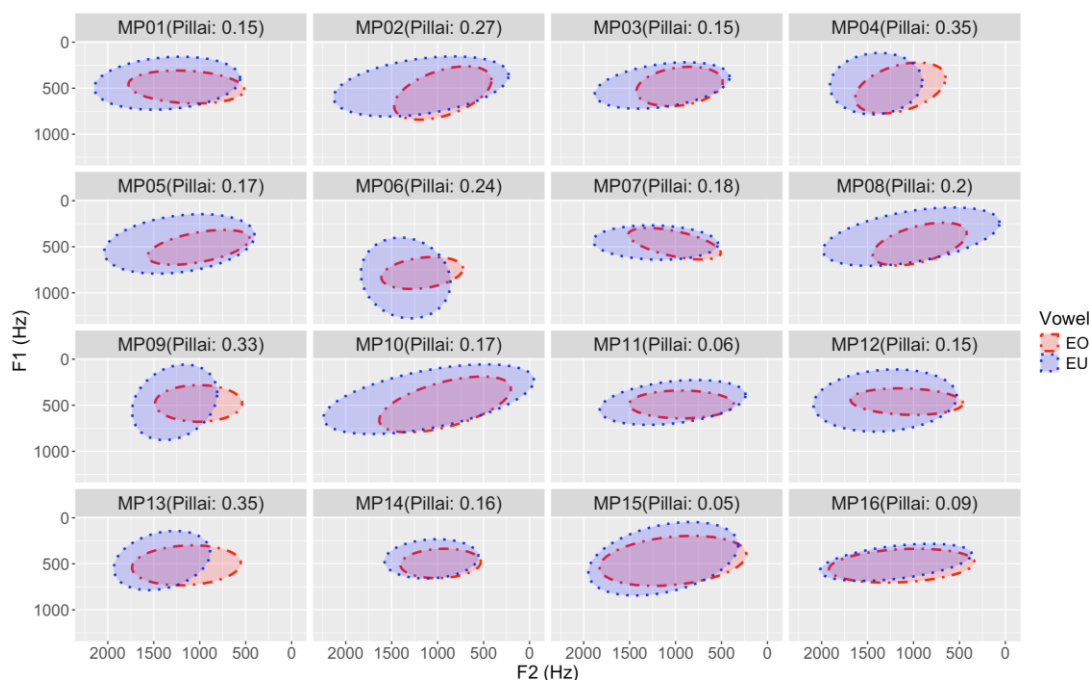 MP01(Pillai: 0.15) MP02(Pillai: 0.27) MP03(Pillai: 0.15) MP04(Pillai: 0.35)
0
500
1000
MP05(Pillai: 0.17) MP06(Pillai: 0.24) MP07(Pillai: 0.18) MP08(Pillai: 0.2)
0
500
1000
MP09(Pillai: 0.33) MP10(Pillai: 0.17) MP11(Pillai: 0.06) MP12(Pillai: 0.15)
0
500
1000
MP13(Pillai: 0.35) MP14(Pillai: 0.16) MP15(Pillai: 0.05) MP16(Pillai: 0.09)
0
500
1000
2000 1500 1000 500 0 2000 1500 1000 500 0 2000 1500 1000 500 0 2000 1500 1000 500 0
F2 (Hz)
F1 (Hz)
Vowel
EO
EU